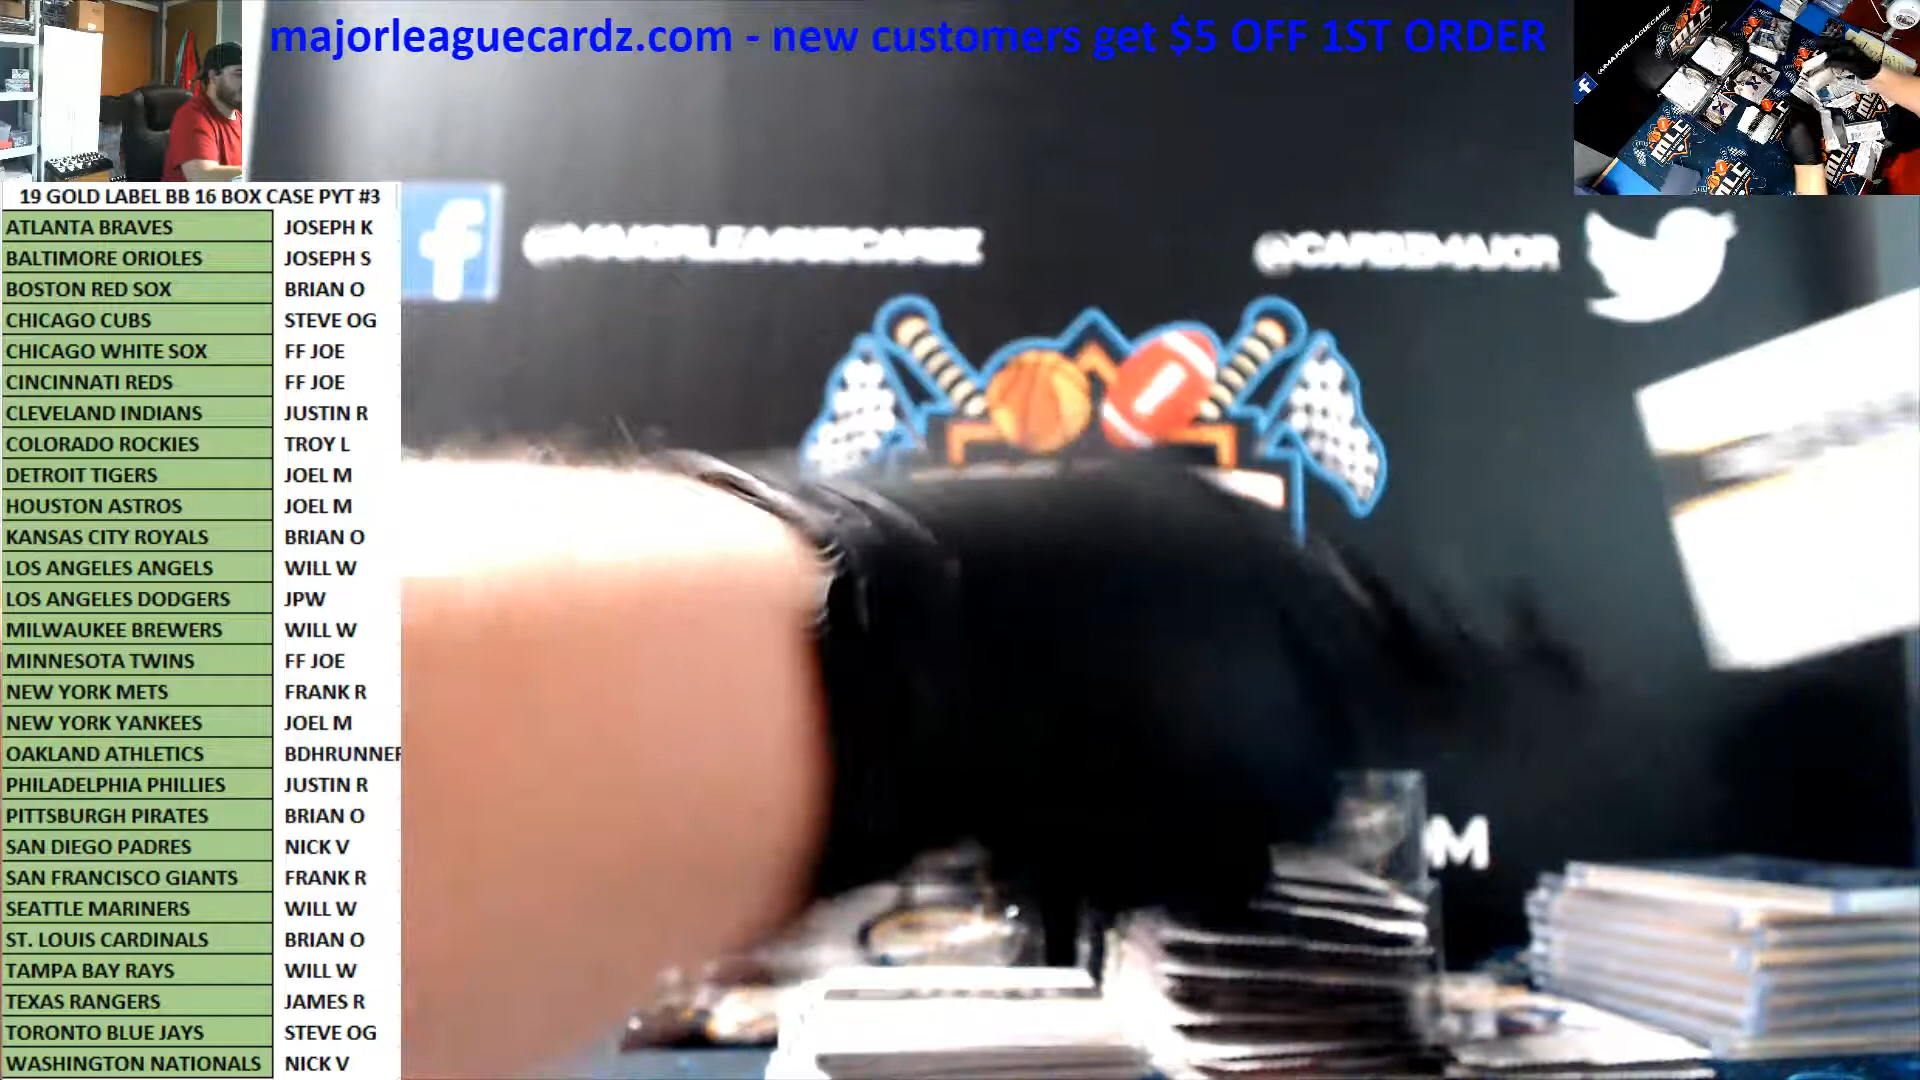 majorleaguecardz.com - new customers get $5 OFF 1ST ORDER
@MAJORLEAGUECARDZ
MLC
19 GOLD LABEL BB 16 BOX CASE PYT #3
ATLANTA BRAVES JOSEPH K
BALTIMORE ORIOLES JOSEPH S
BOSTON RED SOX BRIAN O
CHICAGO CUBS STEVE OG
CHICAGO WHITE SOX FF JOE
CINCINNATI REDS FF JOE
CLEVELAND INDIANS JUSTIN R
COLORADO ROCKIES TROY L
DETROIT TIGERS JOEL M
HOUSTON ASTROS JOEL M
KANSAS CITY ROYALS BRIAN O
LOS ANGELES ANGELS WILL W
LOS ANGELES DODGERS JPW
MILWAUKEE BREWERS WILL W
MINNESOTA TWINS FF JOE
NEW YORK METS FRANK R
NEW YORK YANKEES JOEL M
OAKLAND ATHLETICS BDHRUNNER
PHILADELPHIA PHILLIES JUSTIN R
PITTSBURGH PIRATES BRIAN O
SAN DIEGO PADRES NICK V
SAN FRANCISCO GIANTS FRANK R
SEATTLE MARINERS WILL W
ST. LOUIS CARDINALS BRIAN O
TAMPA BAY RAYS WILL W
TEXAS RANGERS JAMES R
TORONTO BLUE JAYS STEVE OG
WASHINGTON NATIONALS NICK V
@MAJORLEAGUECARDZ
@CARDZMAJOR
M